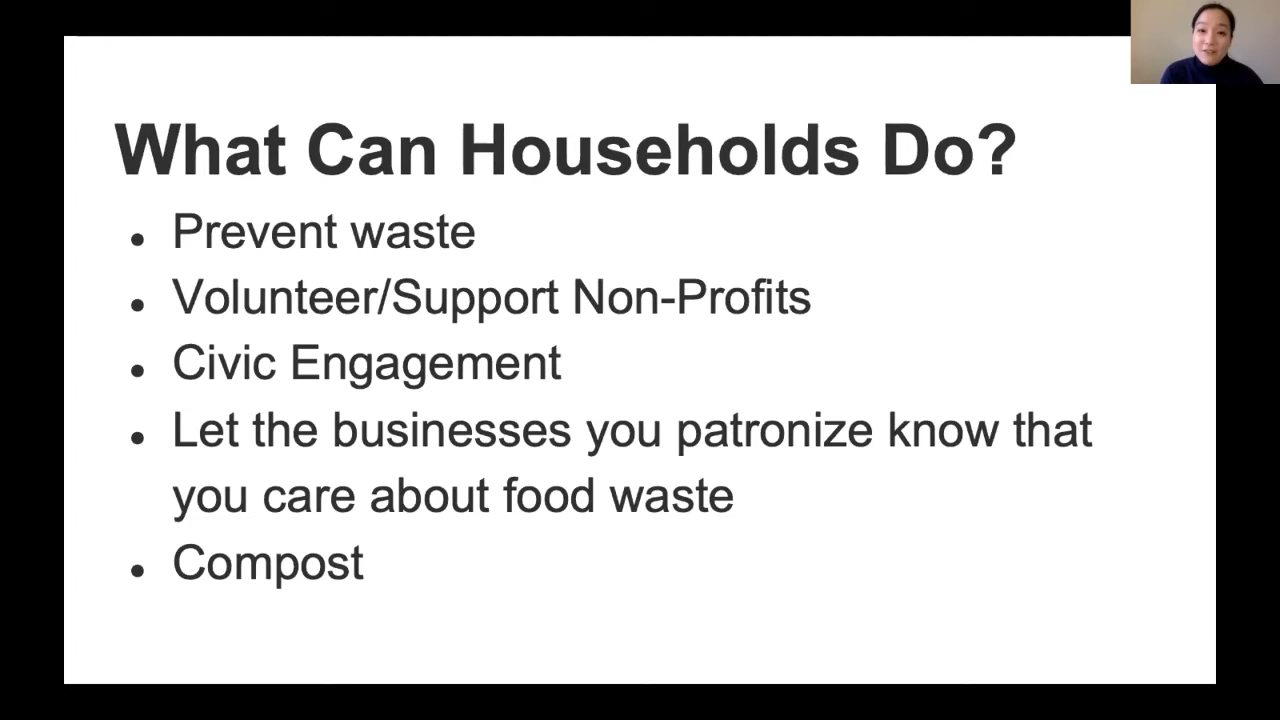 What Can Households Do?
• Prevent waste
• Volunteer/Support Non-Profits
• Civic Engagement
• Let the businesses you patronize know that
you care about food waste
• Compost